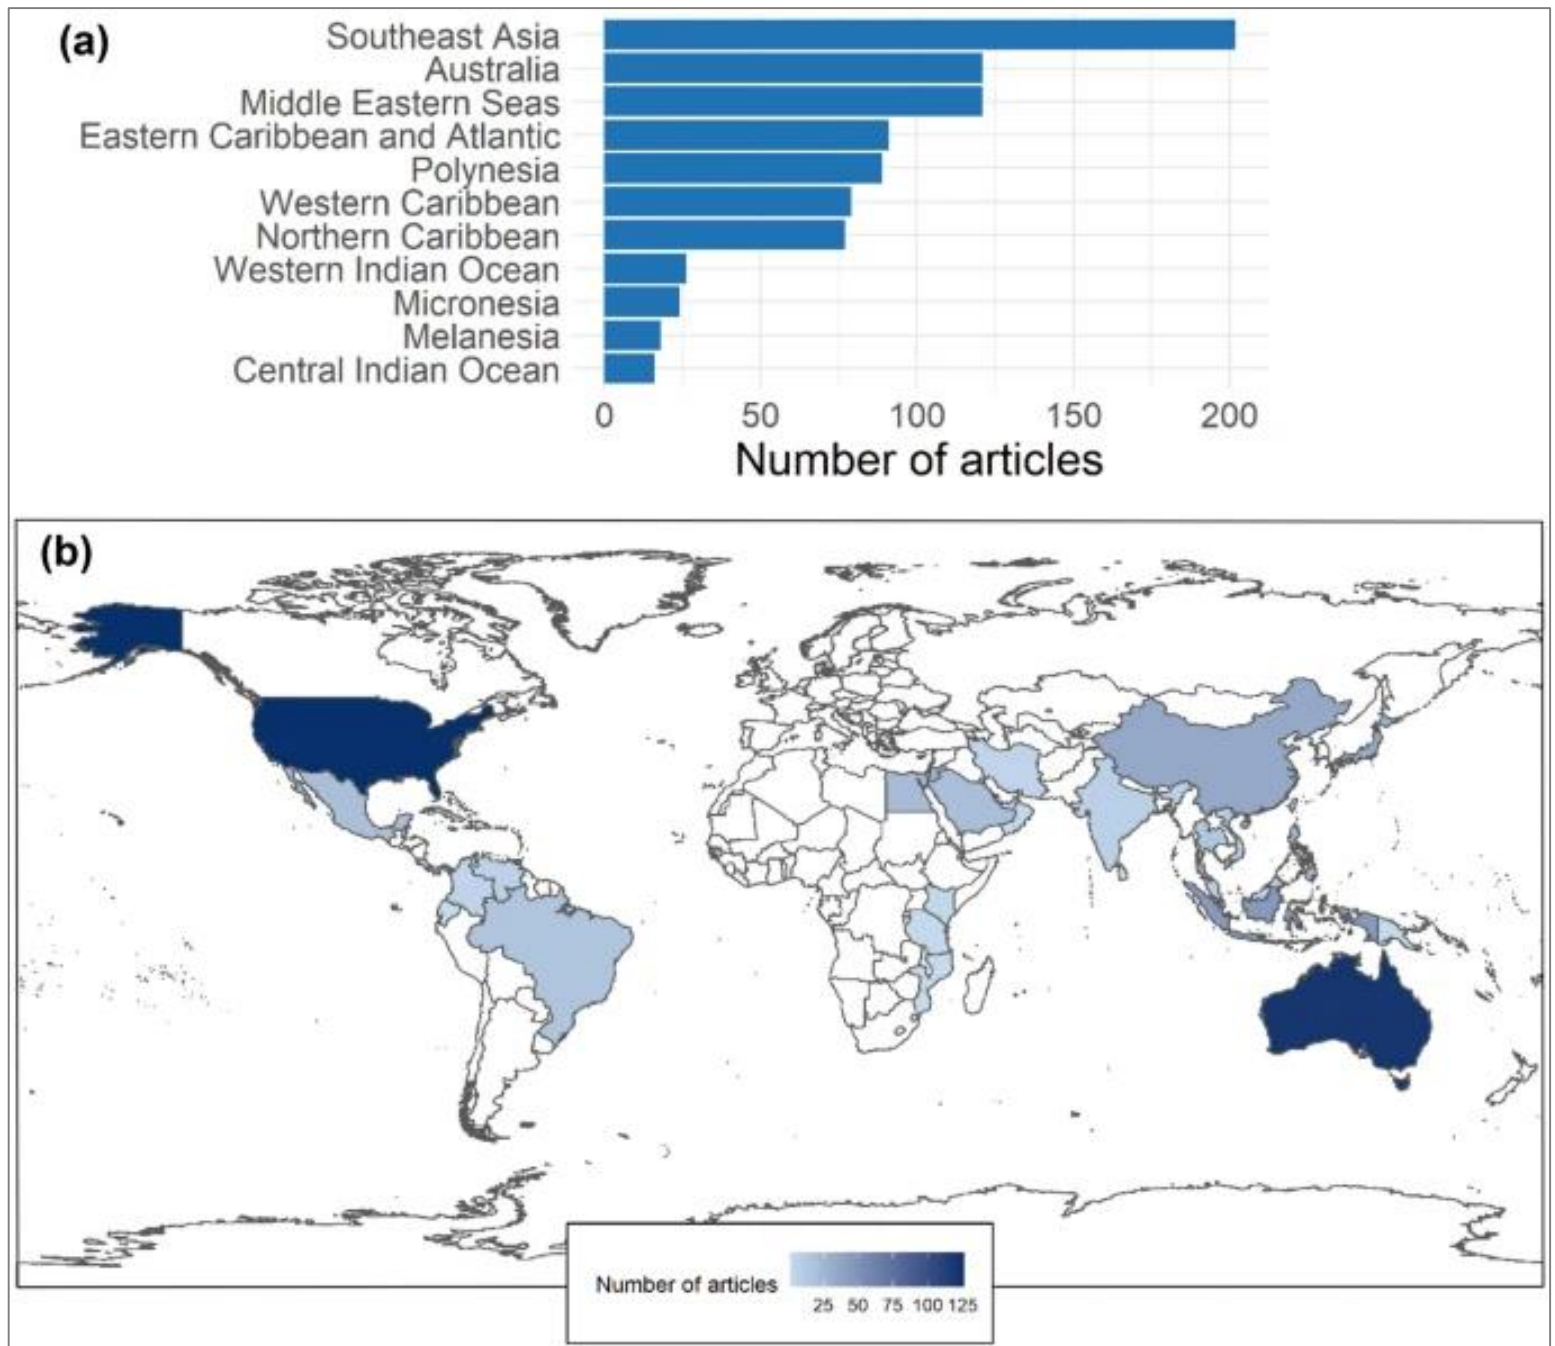 (a)
Southeast Asia
Australia
Middle Eastern Seas
Eastern Caribbean and Atlantic
Polynesia
Western Caribbean
Northern Caribbean
Western Indian Ocean
Micronesia
Melanesia
Central Indian Ocean
0 50 100 150 200
Number of articles
(b)
Number of articles
25 50 75 100 125